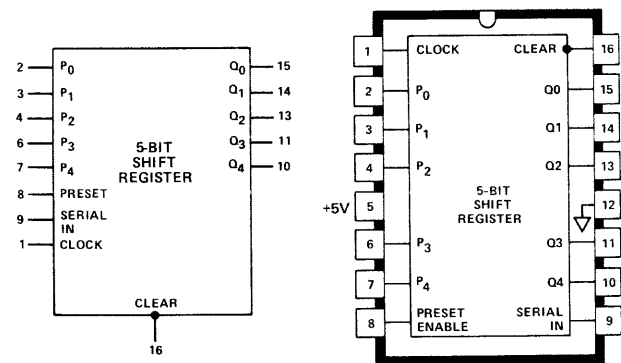 2 P0 Q0 15
3 P1 Q1 14
4 P2 Q2 13
6 P3 Q3 11
7 P4 Q4 10
5-BIT
SHIFT
REGISTER
8 PRESET
9 SERIAL
IN
1 CLOCK
CLEAR
16
1 CLOCK CLEAR 16
2 P0 Q0 15
3 P1 Q1 14
4 P2 Q2 13
5-BIT
SHIFT
REGISTER
+5V 5 12
6 P3 Q3 11
7 P4 Q4 10
8 PRESET
ENABLE
SERIAL
IN 9